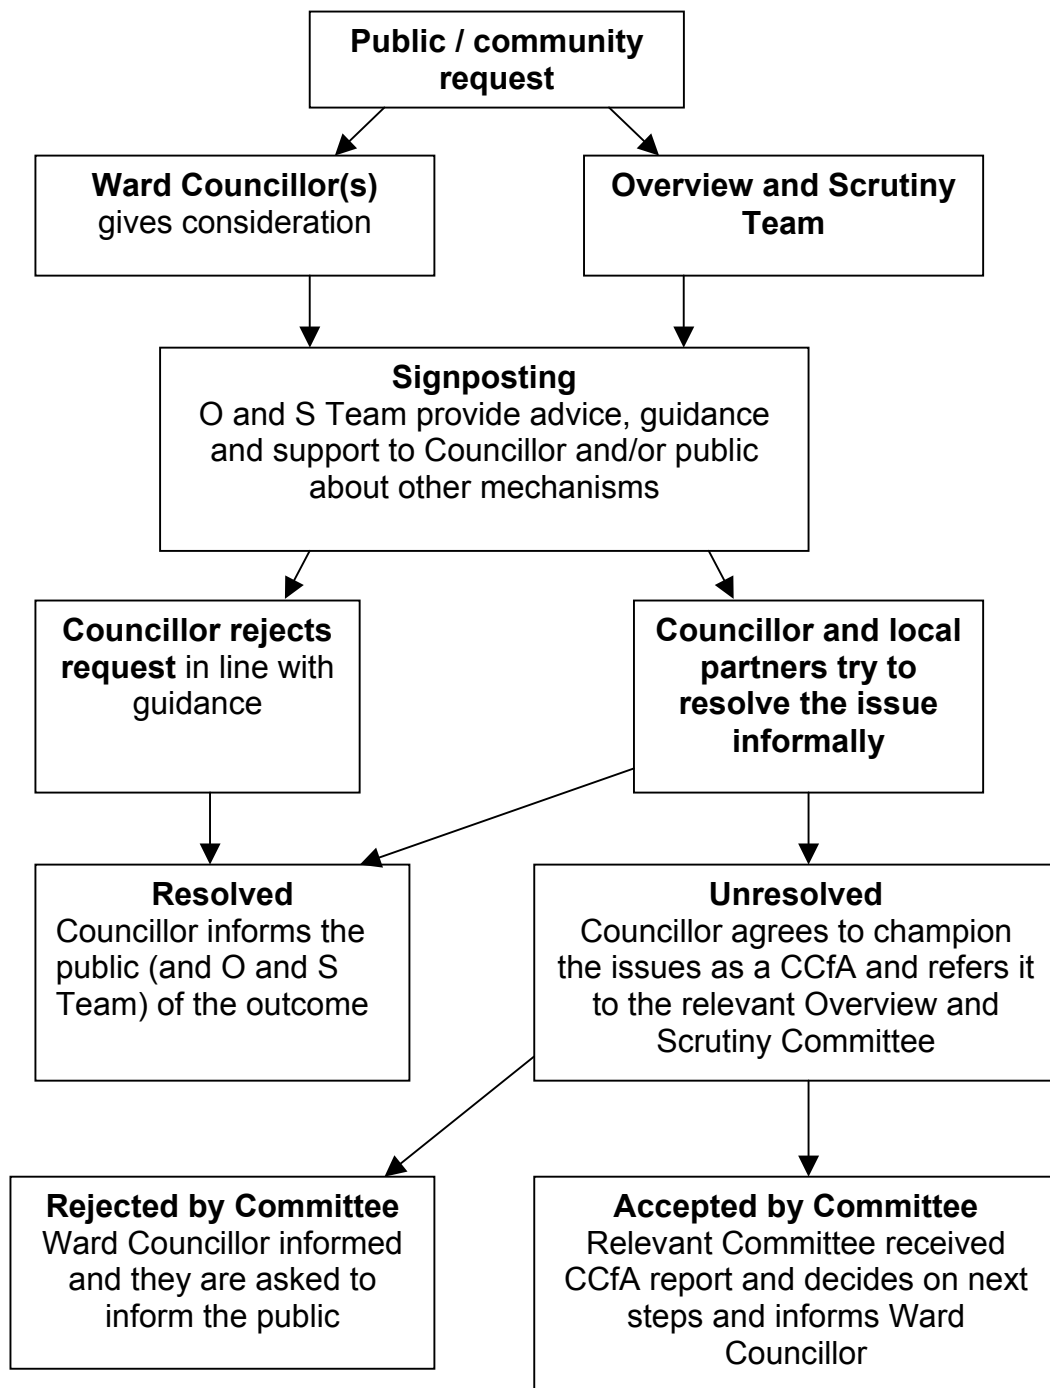 Public / community
request
Ward Councillor(s)
gives consideration
Overview and Scrutiny
Team
Signposting
O and S Team provide advice, guidance
and support to Councillor and/or public
about other mechanisms
Councillor rejects
request in line with
guidance
Councillor and local
partners try to
resolve the issue
informally
Resolved
Councillor informs the
public (and O and S
Team) of the outcome
Unresolved
Councillor agrees to champion
the issues as a CCfA and refers it
to the relevant Overview and
Scrutiny Committee
Rejected by Committee
Ward Councillor informed
and they are asked to
inform the public
Accepted by Committee
Relevant Committee received
CCfA report and decides on next
steps and informs Ward
Councillor